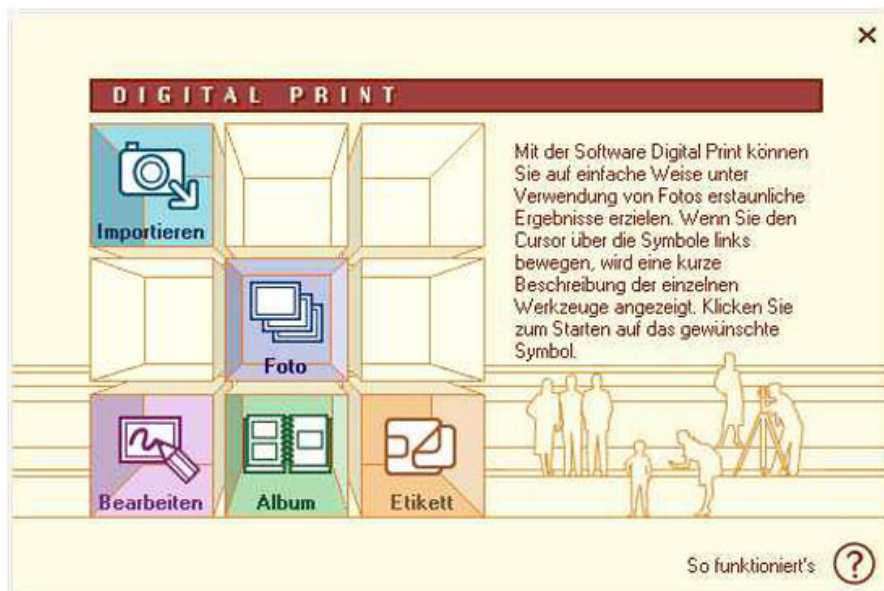 DIGITAL PRINT
Importieren
Foto
Bearbeiten
Album
Etikett
Mit der Software Digital Print können
Sie auf einfache Weise unter
Verwendung von Fotos erstaunliche
Ergebnisse erzielen. Wenn Sie den
Cursor über die Symbole links
bewegen, wird eine kurze
Beschreibung der einzelnen
Werkzeuge angezeigt. Klicken Sie
zum Starten auf das gewünschte
Symbol.
So funktioniert's
?